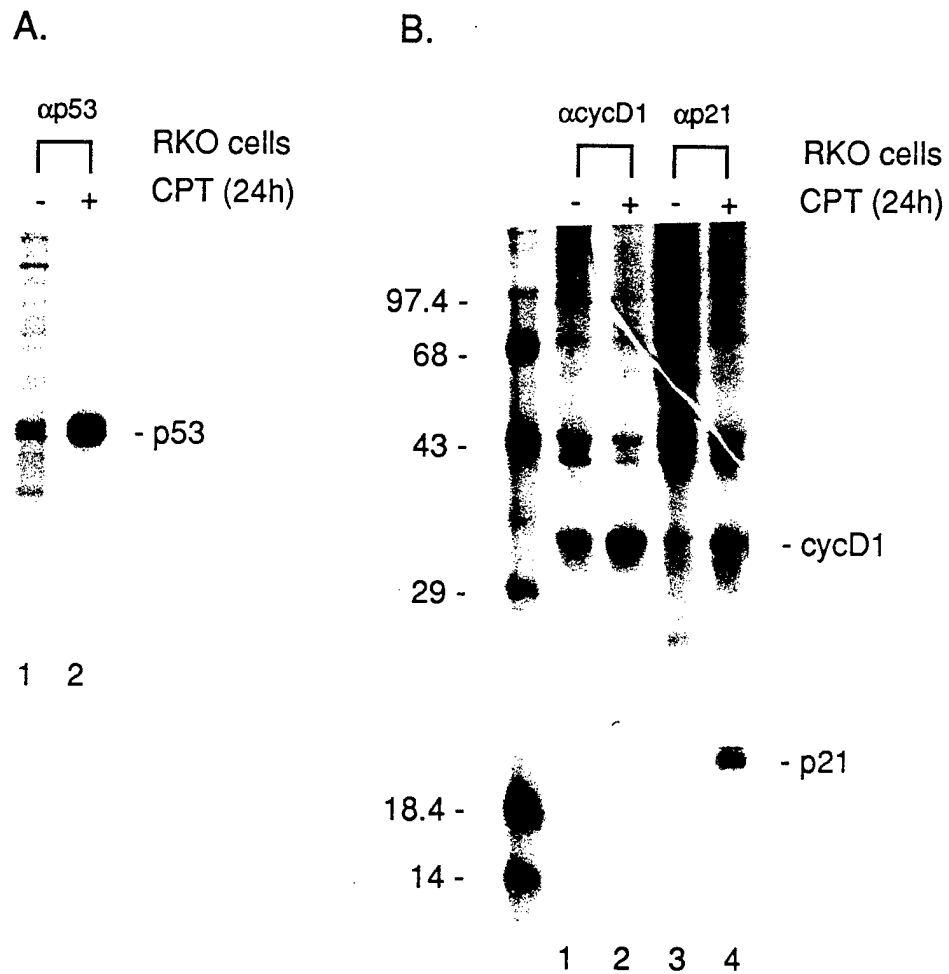 A.
αp53
RKO cells
- + CPT (24h)
- p53
1 2
B.
αcycD1 αp21
RKO cells
- + - + CPT (24h)
97.4 -
68 -
43 -
- cycD1
29 -
- p21
18.4 -
14 -
1 2 3 4